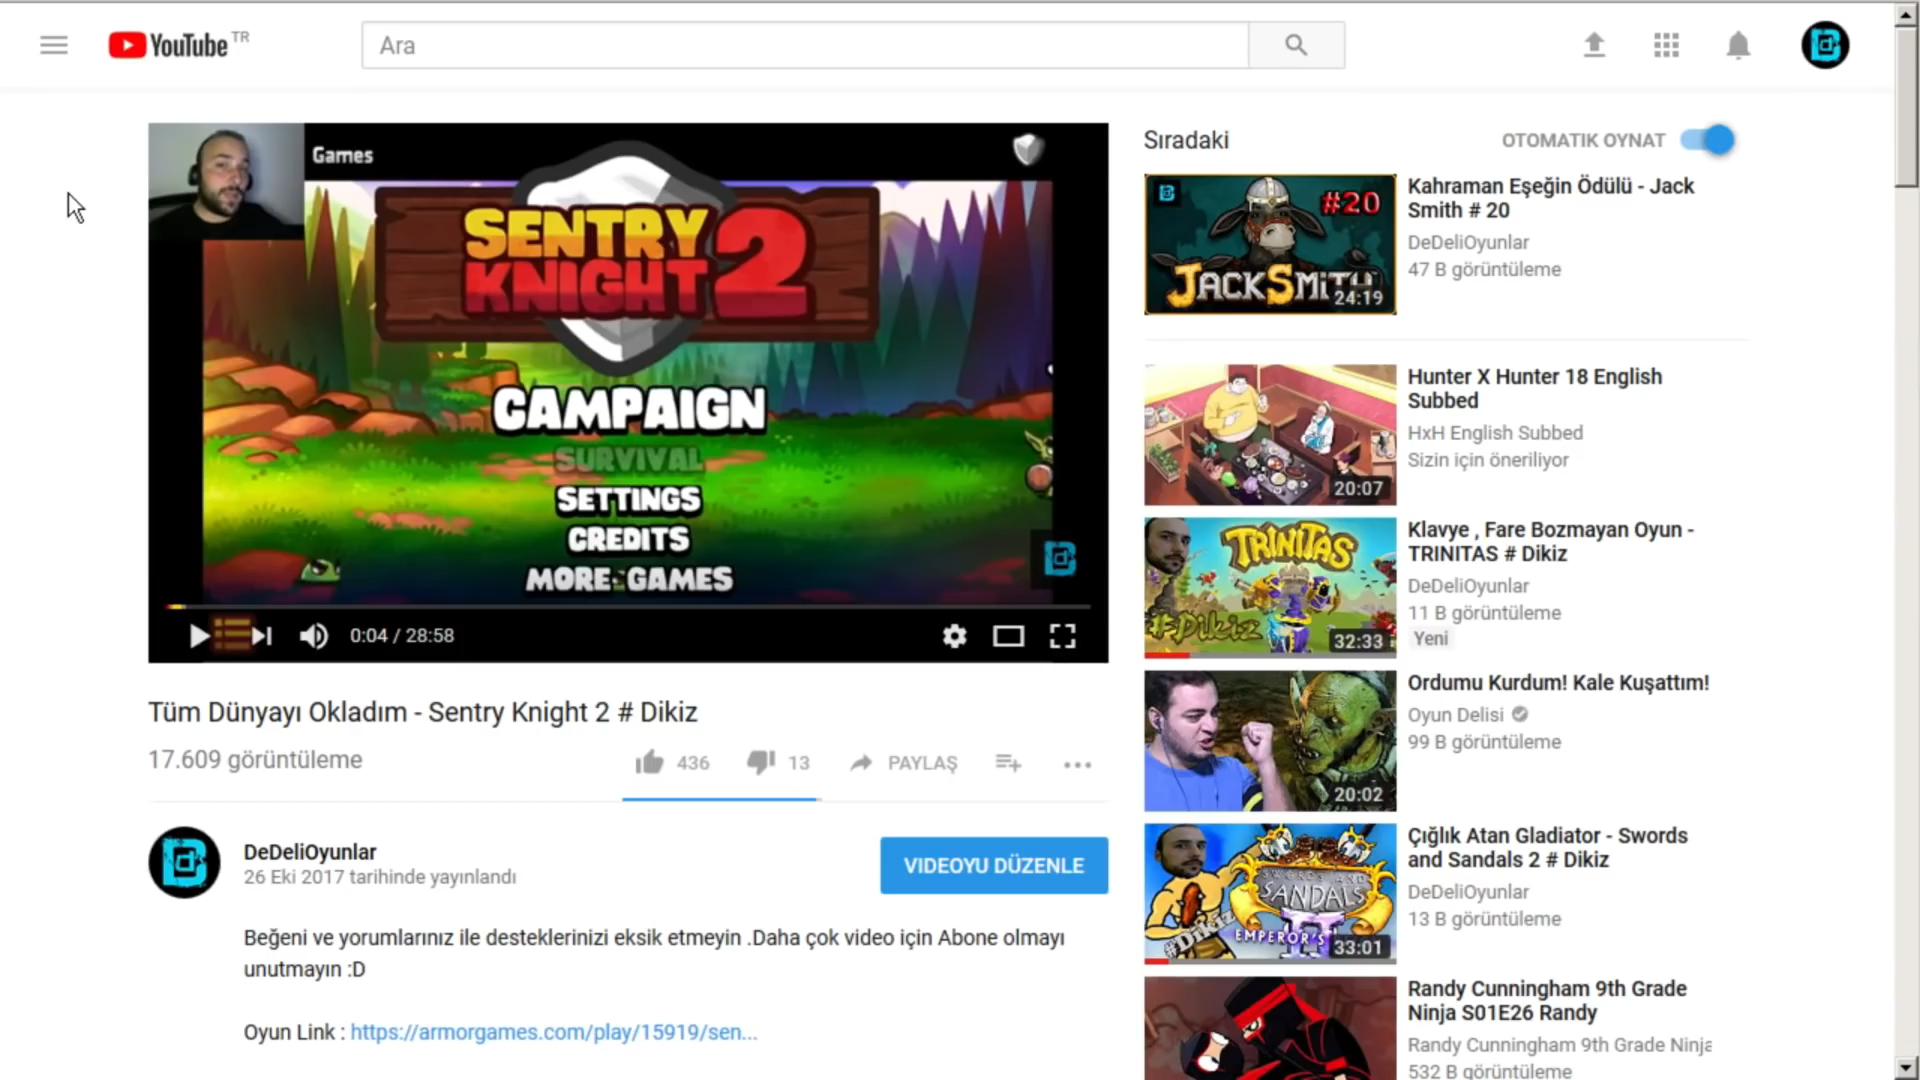 YouTube TR
Ara
Games
SENTRY
KNIGHT 2
CAMPAIGN
SURVIVAL
SETTINGS
CREDITS
MORE GAMES
0:04 / 28:58
Tüm Dünyayı Okladım - Sentry Knight 2 # Dikiz
17.609 görüntüleme
436
13
PAYLAŞ
DeDeliOyunlar
26 Eki 2017 tarihinde yayınlandı
VIDEOYU DÜZENLE
Beğeni ve yorumlarınız ile desteklerinizi eksik etmeyin .Daha çok video için Abone olmayı
unutmayın :D
Oyun Link : https://armorgames.com/play/15919/sen...
Sıradaki
OTOMATIK OYNAT
#20
JACKSMITH
24:19
Kahraman Eşeğin Ödülü - Jack
Smith # 20
DeDeliOyunlar
47 B görüntüleme
20:07
Hunter X Hunter 18 English
Subbed
HxH English Subbed
Sizin için öneriliyor
TRINITAS
#Dikiz
32:33
Klavye , Fare Bozmayan Oyun -
TRINITAS # Dikiz
DeDeliOyunlar
11 B görüntüleme
Yeni
20:02
Ordumu Kurdum! Kale Kuşattım!
Oyun Delisi
99 B görüntüleme
SWORDS AND
SANDALS
II
EMPEROR'S
#Dikiz
33:01
Çığlık Atan Gladiator - Swords
and Sandals 2 # Dikiz
DeDeliOyunlar
13 B görüntüleme
Randy Cunningham 9th Grade
Ninja S01E26 Randy
Randy Cunningham 9th Grade Ninja
532 B görüntüleme